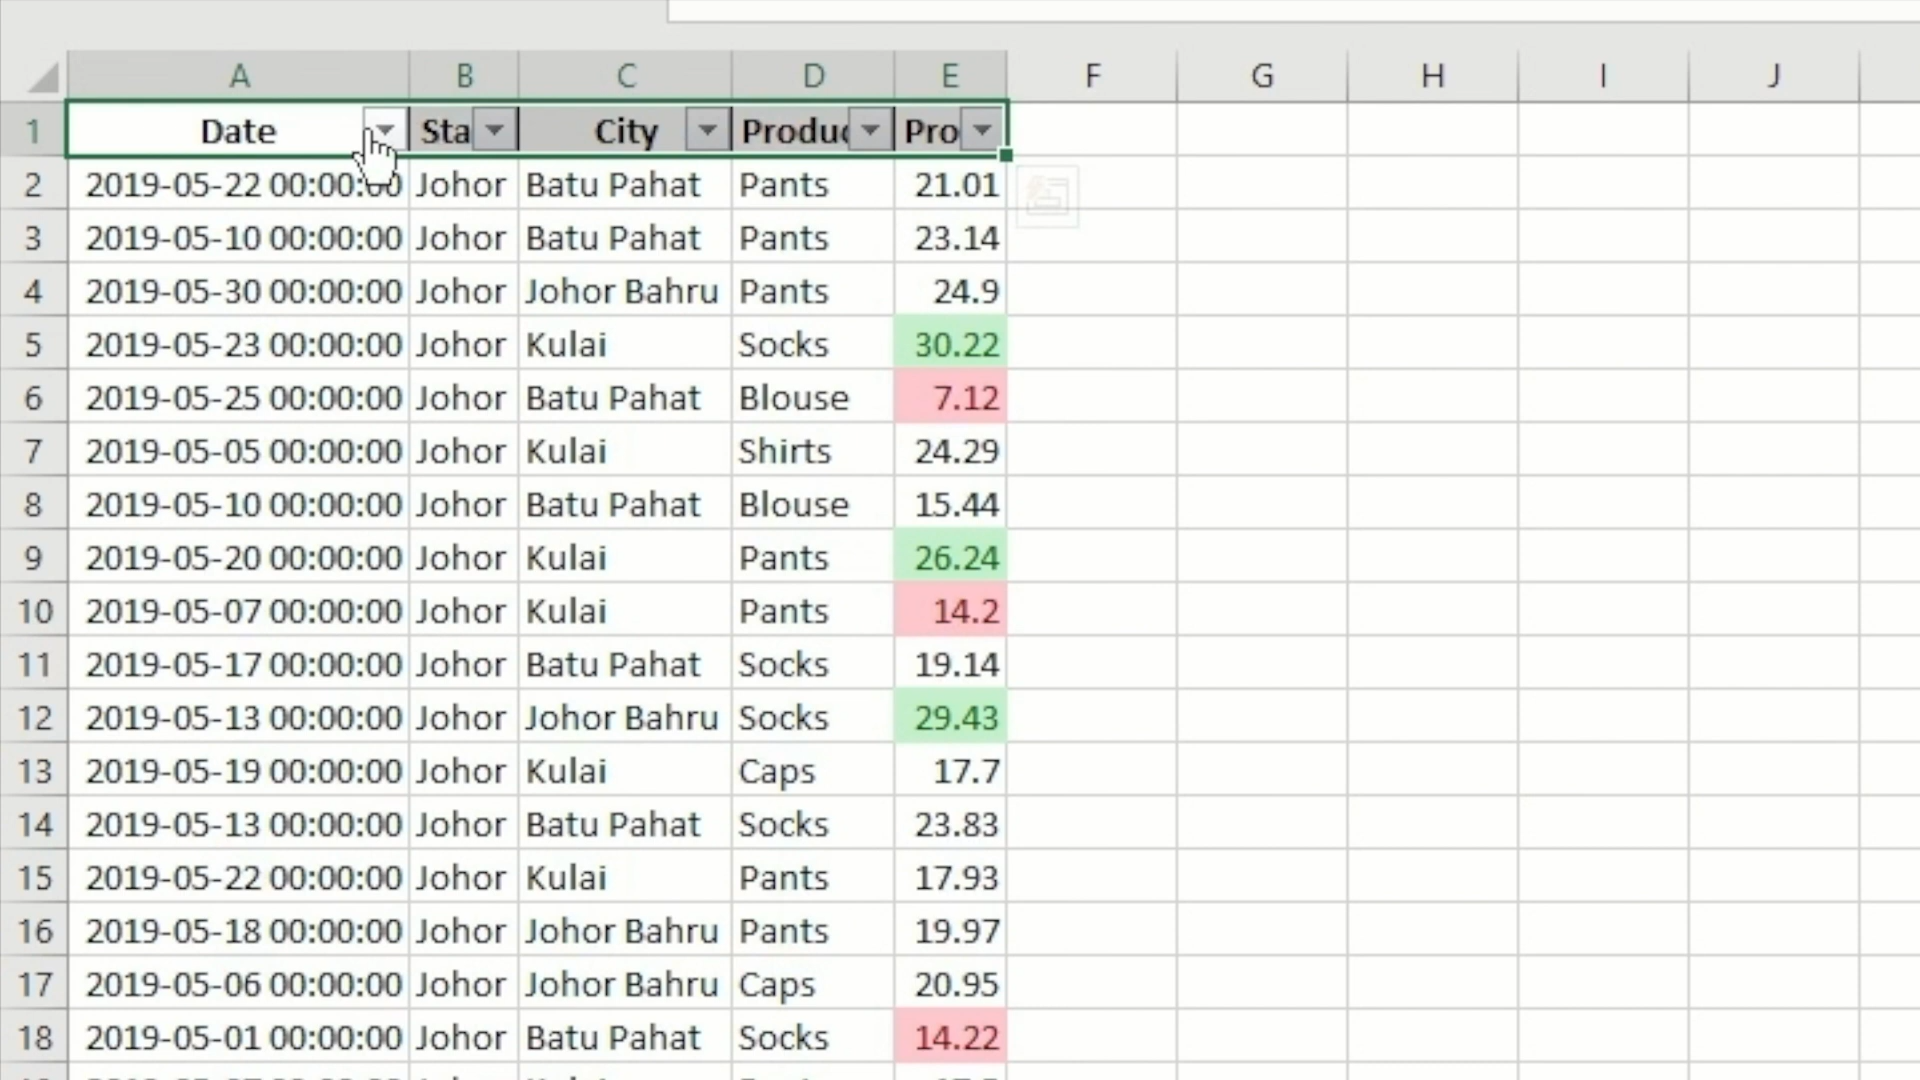 A B C D E F G H I J
1 Date Sta City Produc Pro
2 2019-05-22 00:00:00 Johor Batu Pahat Pants 21.01
3 2019-05-10 00:00:00 Johor Batu Pahat Pants 23.14
4 2019-05-30 00:00:00 Johor Johor Bahru Pants 24.9
5 2019-05-23 00:00:00 Johor Kulai Socks 30.22
6 2019-05-25 00:00:00 Johor Batu Pahat Blouse 7.12
7 2019-05-05 00:00:00 Johor Kulai Shirts 24.29
8 2019-05-10 00:00:00 Johor Batu Pahat Blouse 15.44
9 2019-05-20 00:00:00 Johor Kulai Pants 26.24
10 2019-05-07 00:00:00 Johor Kulai Pants 14.2
11 2019-05-17 00:00:00 Johor Batu Pahat Socks 19.14
12 2019-05-13 00:00:00 Johor Johor Bahru Socks 29.43
13 2019-05-19 00:00:00 Johor Kulai Caps 17.7
14 2019-05-13 00:00:00 Johor Batu Pahat Socks 23.83
15 2019-05-22 00:00:00 Johor Kulai Pants 17.93
16 2019-05-18 00:00:00 Johor Johor Bahru Pants 19.97
17 2019-05-06 00:00:00 Johor Johor Bahru Caps 20.95
18 2019-05-01 00:00:00 Johor Batu Pahat Socks 14.22